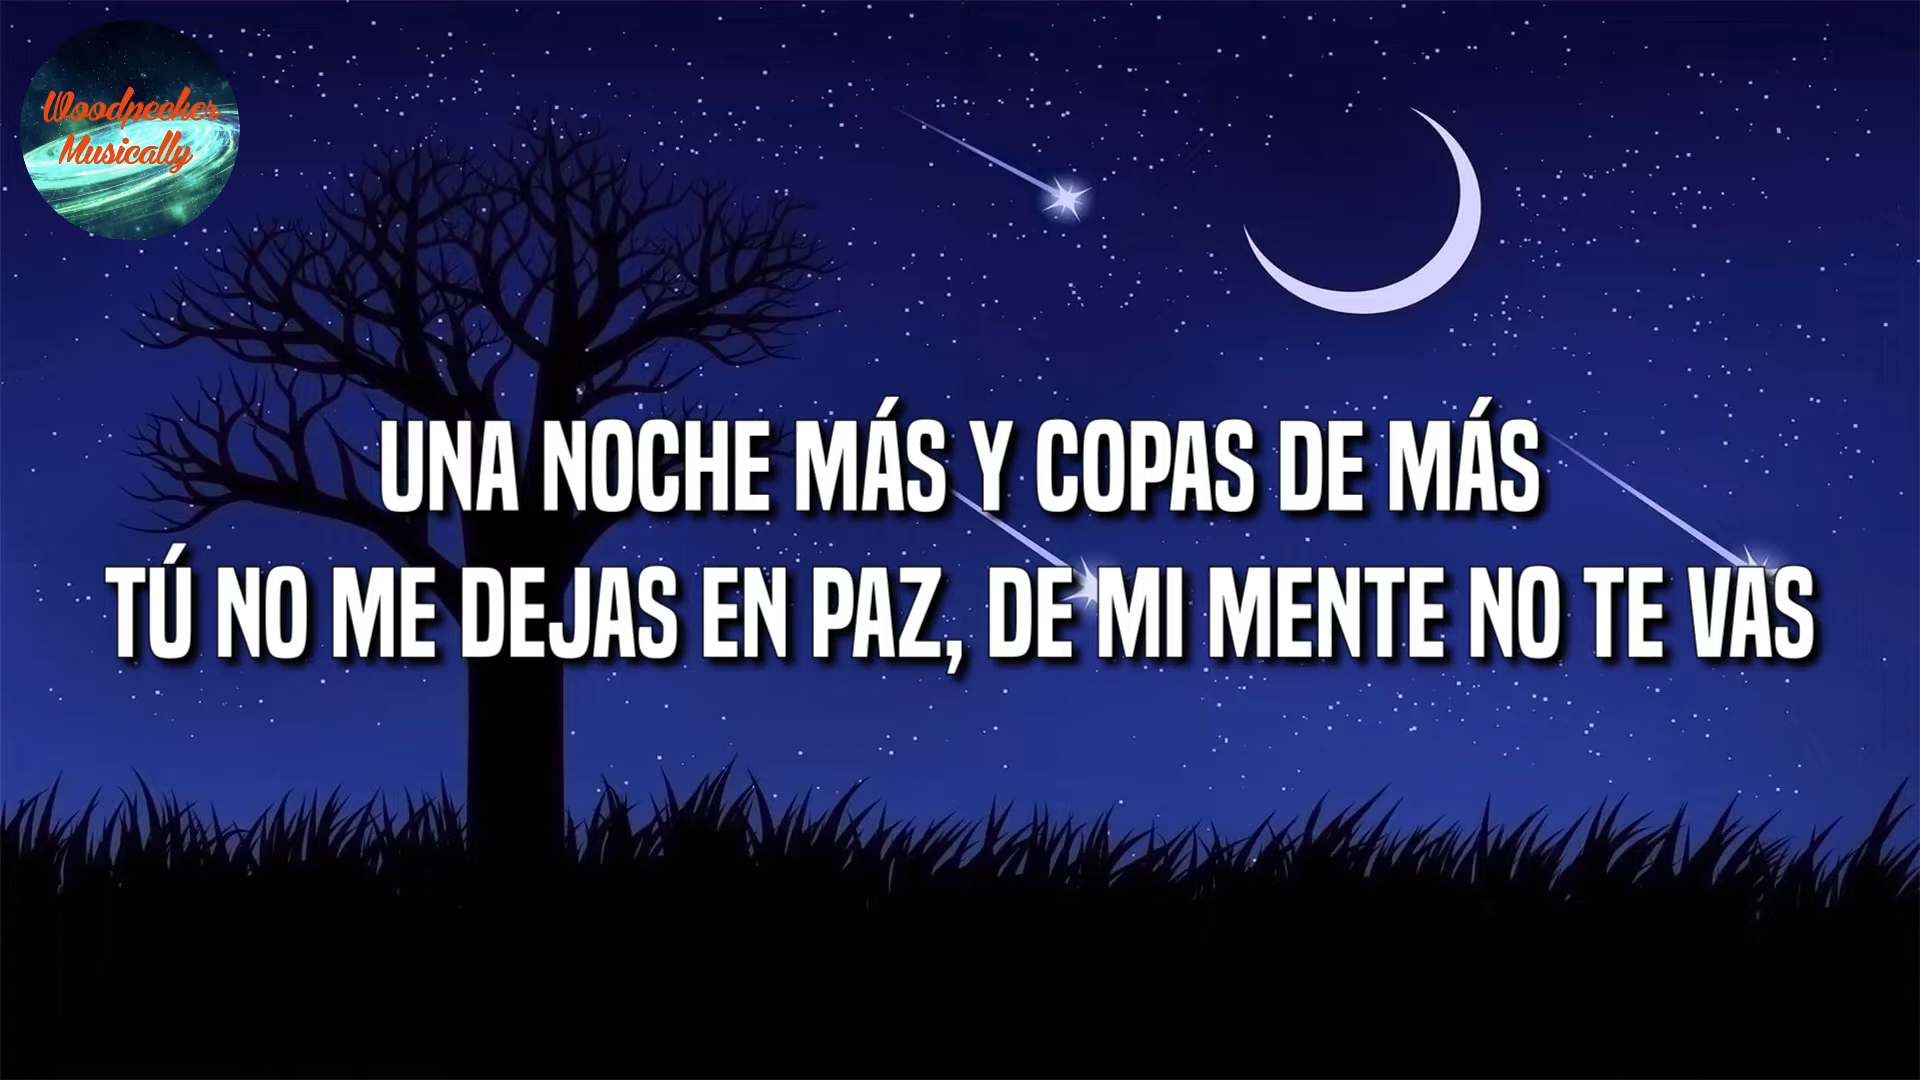 Woodpecker
Musically
UNA NOCHE MÁS Y COPAS DE MÁS
TÚ NO ME DEJAS EN PAZ, DE MI MENTE NO TE VAS